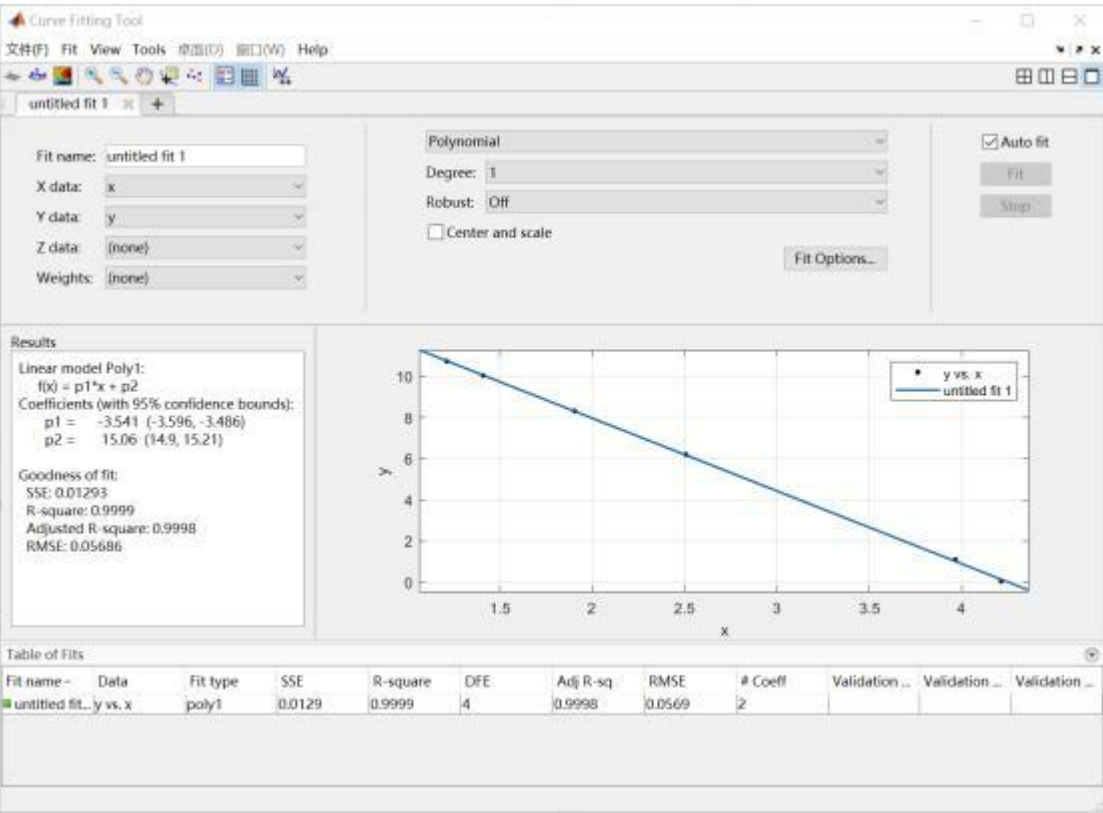 Curve Fitting Tool
文件(F) Fit View Tools 桌面(D) 窗口(W) Help
untitled fit 1
Fit name: untitled fit 1
X data: x
Y data: y
Z data: (none)
Weights: (none)
Polynomial
Degree: 1
Robust: Off
Center and scale
Fit Options...
Auto fit
Fit
Stop
Results
Linear model Poly1:
f(x) = p1*x + p2
Coefficients (with 95% confidence bounds):
p1 = -3.541 (-3.596, -3.486)
p2 = 15.06 (14.9, 15.21)
Goodness of fit:
SSE: 0.01293
R-square: 0.9999
Adjusted R-square: 0.9998
RMSE: 0.05686
y vs. x
untitled fit 1
10
8
6
4
2
0
y
1.5 2 2.5 3 3.5 4
x
Table of Fits
Fit name Data Fit type SSE R-square DFE Adj R-sq RMSE # Coeff Validation ... Validation ... Validation ...
untitled fit... y vs. x poly1 0.0129 0.9999 4 0.9998 0.0569 2